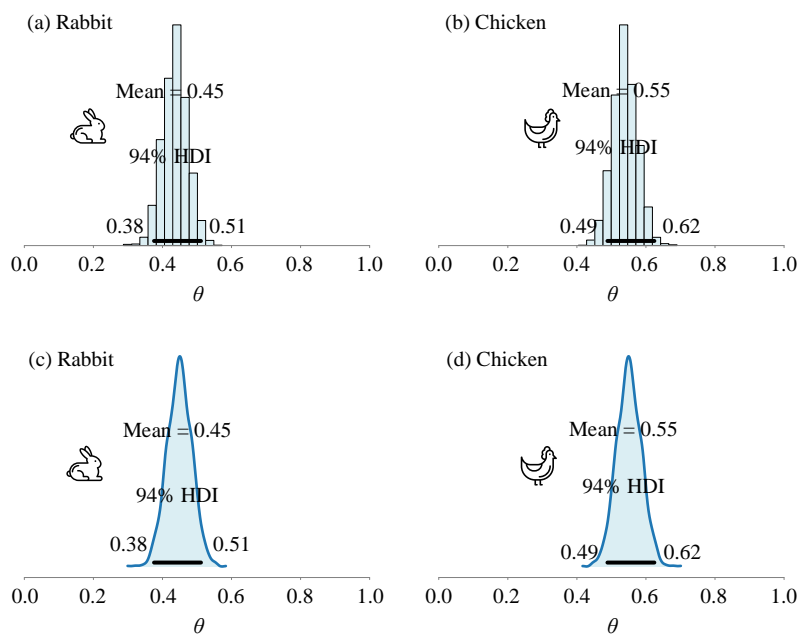 (a) Rabbit
Mean = 0.45
94% HDI
0.38 0.51
0.0 0.2 0.4 0.6 0.8 1.0
θ
(b) Chicken
Mean = 0.55
94% HDI
0.49 0.62
0.0 0.2 0.4 0.6 0.8 1.0
θ
(c) Rabbit
Mean = 0.45
94% HDI
0.38 0.51
0.0 0.2 0.4 0.6 0.8 1.0
θ
(d) Chicken
Mean = 0.55
94% HDI
0.49 0.62
0.0 0.2 0.4 0.6 0.8 1.0
θ